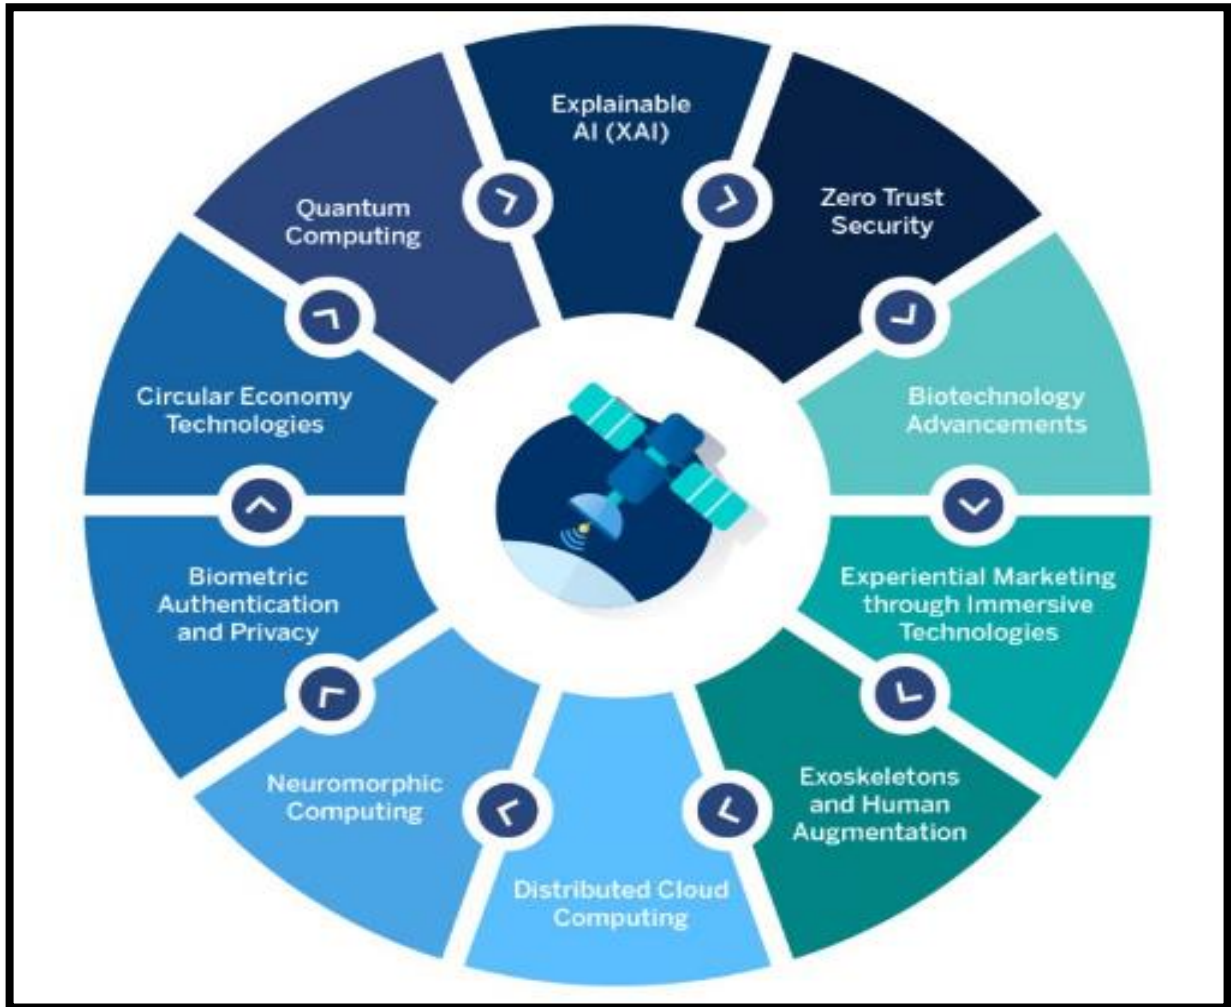 Explainable
AI (XAI)
Zero Trust
Security
Biotechnology
Advancements
Experiential Marketing
through Immersive
Technologies
Exoskeletons
and Human
Augmentation
Distributed Cloud
Computing
Neuromorphic
Computing
Biometric
Authentication
and Privacy
Circular Economy
Technologies
Quantum
Computing